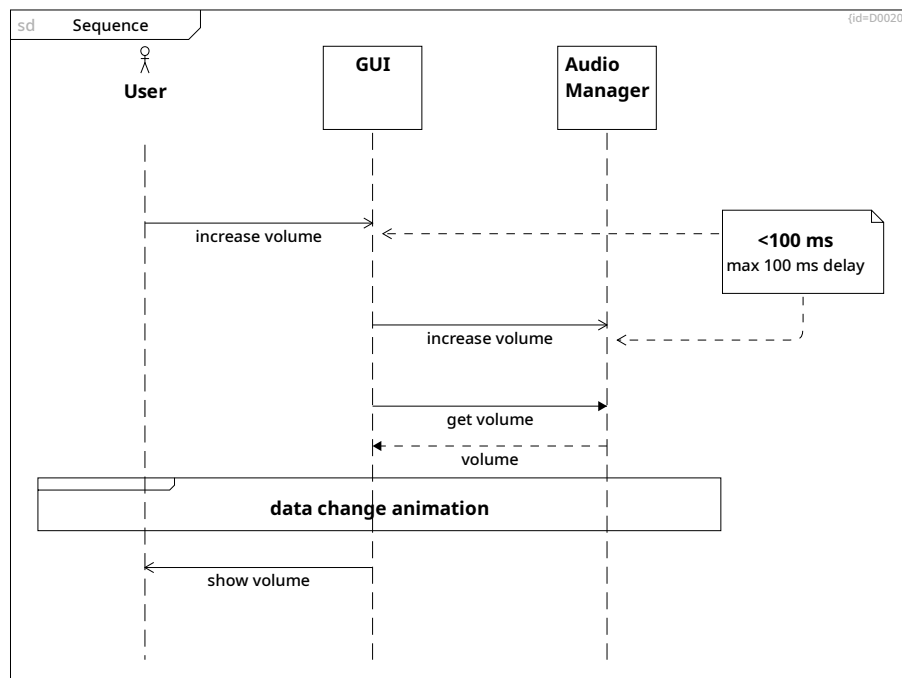 sd Sequence
{id=D0020
User
GUI
Audio
Manager
increase volume
<100 ms
max 100 ms delay
increase volume
get volume
volume
data change animation
show volume